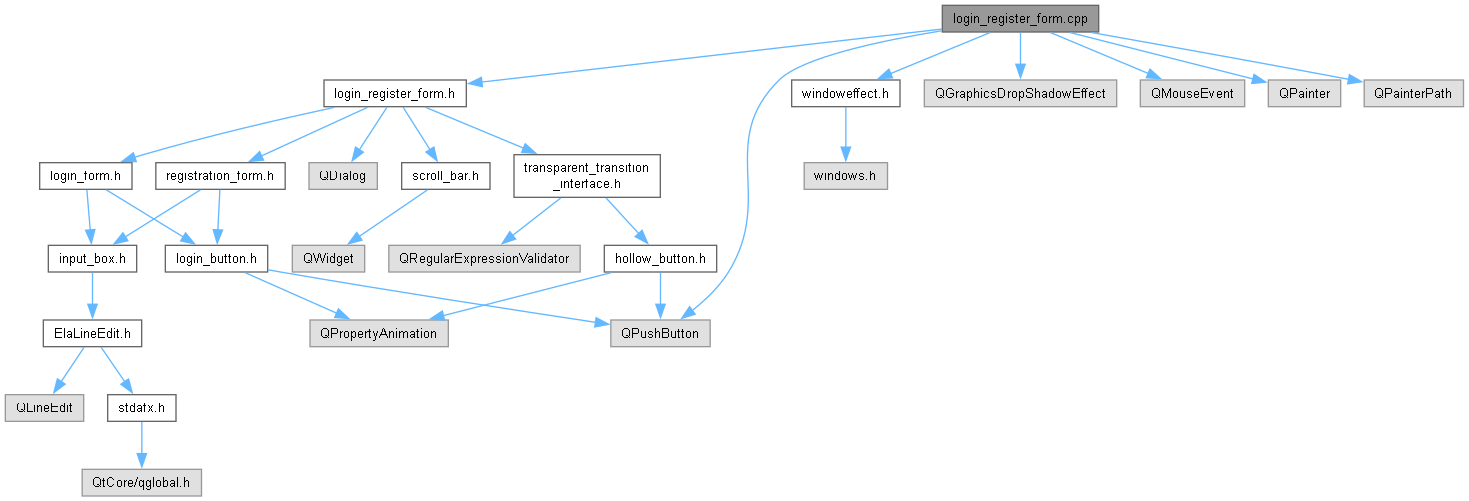 login_register_form.cpp
login_register_form.h
windoweffect.h
QGraphicsDropShadowEffect
QMouseEvent
QPainter
QPainterPath
login_form.h
registration_form.h
QDialog
scroll_bar.h
transparent_transition
_interface.h
windows.h
input_box.h
login_button.h
QWidget
QRegularExpressionValidator
hollow_button.h
ElaLineEdit.h
QPropertyAnimation
QPushButton
QLineEdit
stdafx.h
QtCore/qglobal.h